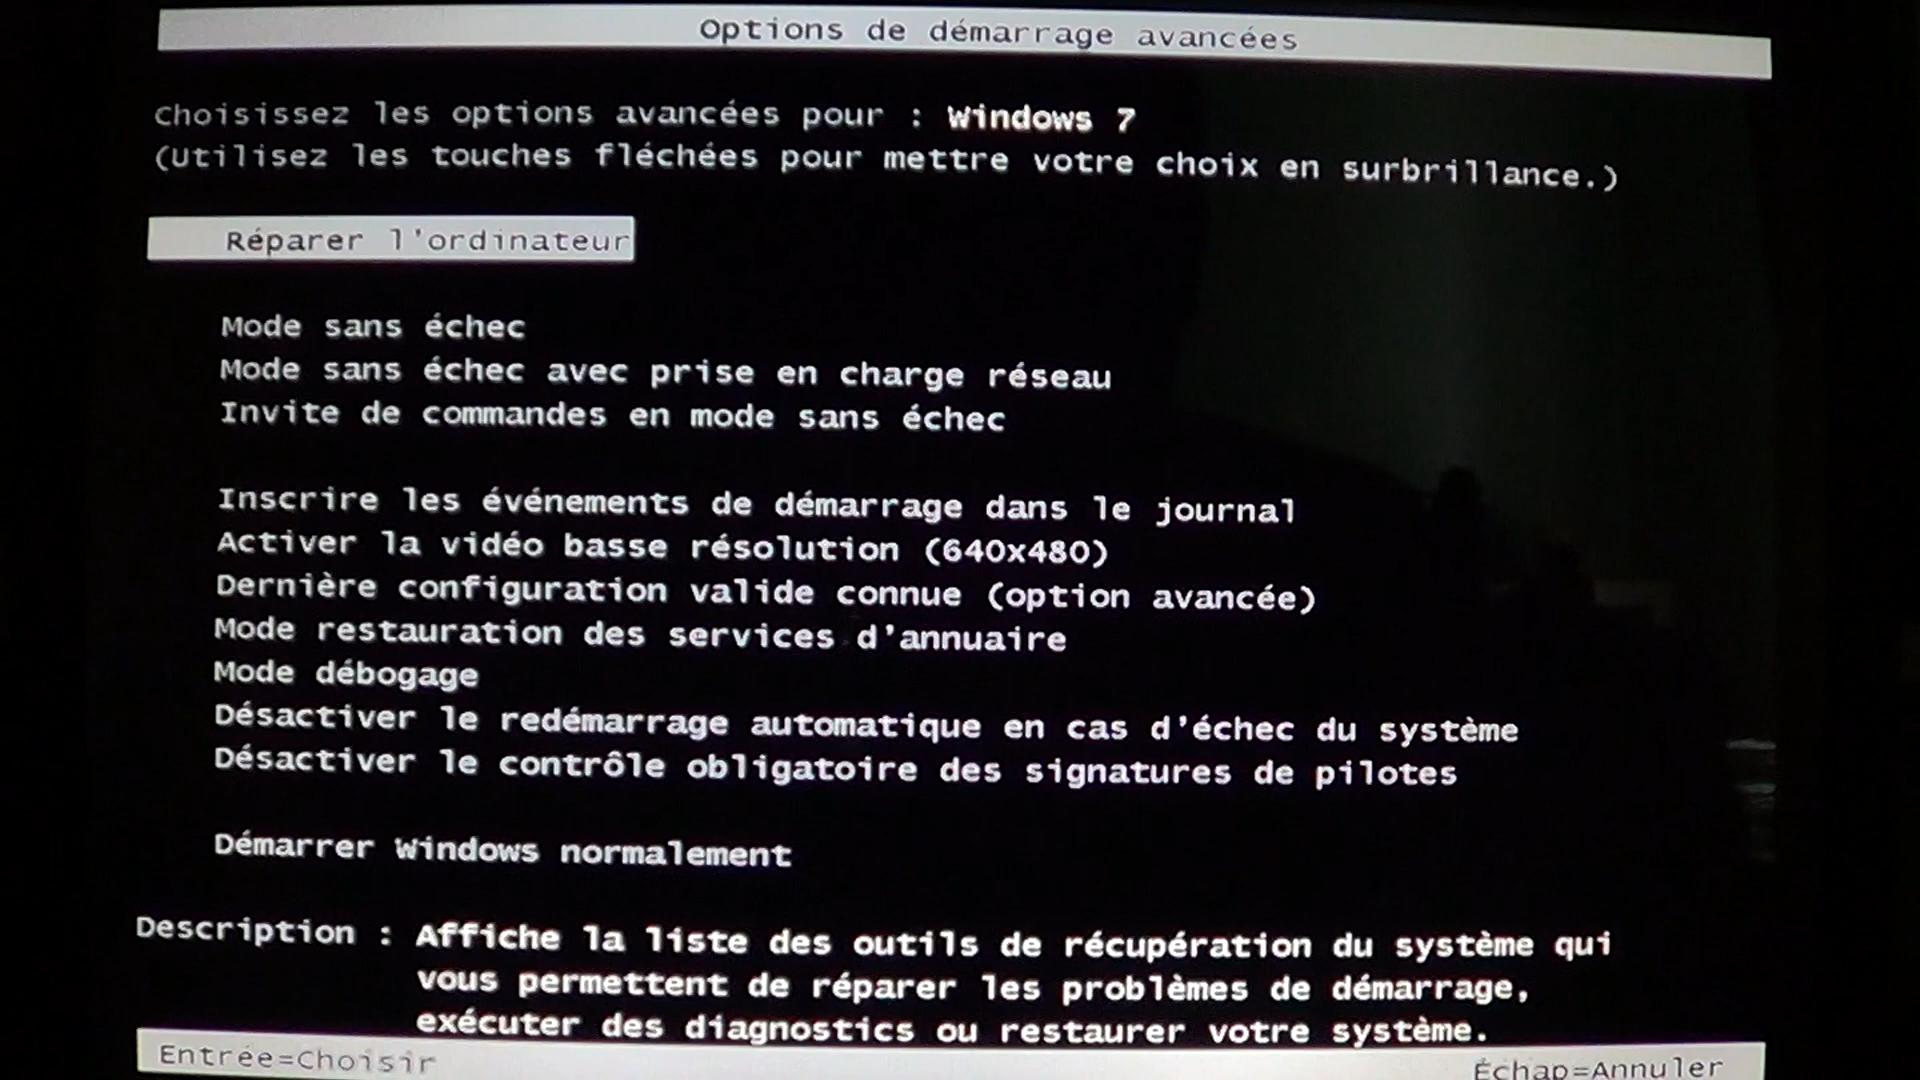 Options de démarrage avancées
Choisissez les options avancées pour : Windows 7
(Utilisez les touches fléchées pour mettre votre choix en surbrillance.)
Réparer l'ordinateur
Mode sans échec
Mode sans échec avec prise en charge réseau
Invite de commandes en mode sans échec
Inscrire les événements de démarrage dans le journal
Activer la vidéo basse résolution (640x480)
Dernière configuration valide connue (option avancée)
Mode restauration des services d'annuaire
Mode débogage
Désactiver le redémarrage automatique en cas d'échec du système
Désactiver le contrôle obligatoire des signatures de pilotes
Démarrer Windows normalement
Description : Affiche la liste des outils de récupération du système qui
vous permettent de réparer les problèmes de démarrage,
exécuter des diagnostics ou restaurer votre système.
Entrée=Choisir Échap=Annuler